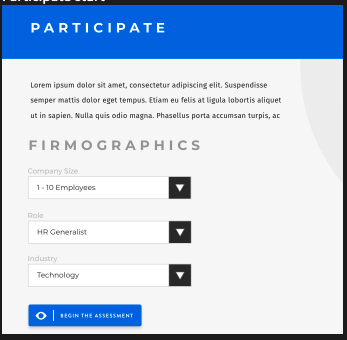 Participate Start
PARTICIPATE
Lorem ipsum dolor sit amet, consectetur adipiscing elit. Suspendisse
semper mattis dolor eget tempus. Etiam eu felis at ligula lobortis aliquet
ut in sapien. Nulla quis odio magna. Phasellus porta accumsan turpis, ac
FIRMOGRAPHICS
Company Size
1 - 10 Employees
Role
HR Generalist
Industry
Technology
BEGIN THE ASSESSMENT